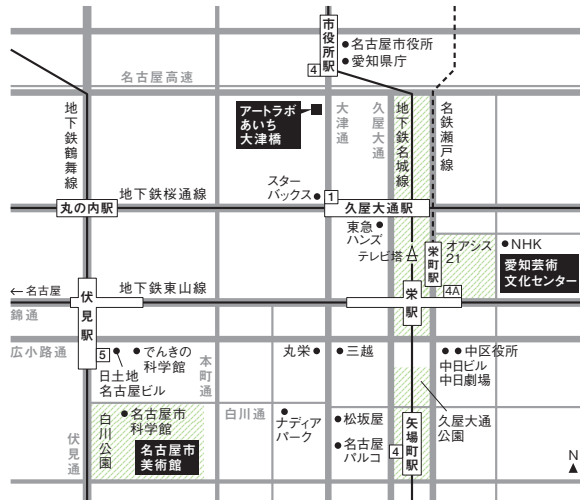 市役所駅
4
名古屋市役所
愛知県庁
名古屋高速
地下鉄鶴舞線
アートラボ
あいち
大津橋
大津通
久屋大通
地下鉄名城線
名鉄瀬戸線
スター
バックス
1
丸の内駅
地下鉄桜通線
久屋大通駅
東急
ハンズ
テレビ塔
栄町駅
オアシス
21
NHK
愛知芸術
文化センター
← 名古屋
伏見駅
地下鉄東山線
栄駅
4A
錦通
広小路通
5
でんきの
科学館
日土地
名古屋ビル
本町通
丸栄
三越
中区役所
中日ビル
中日劇場
白川公園
名古屋市
科学館
名古屋市
美術館
白川通
ナディア
パーク
松坂屋
名古屋
パルコ
4
矢場町駅
久屋大通
公園
伏見通
N